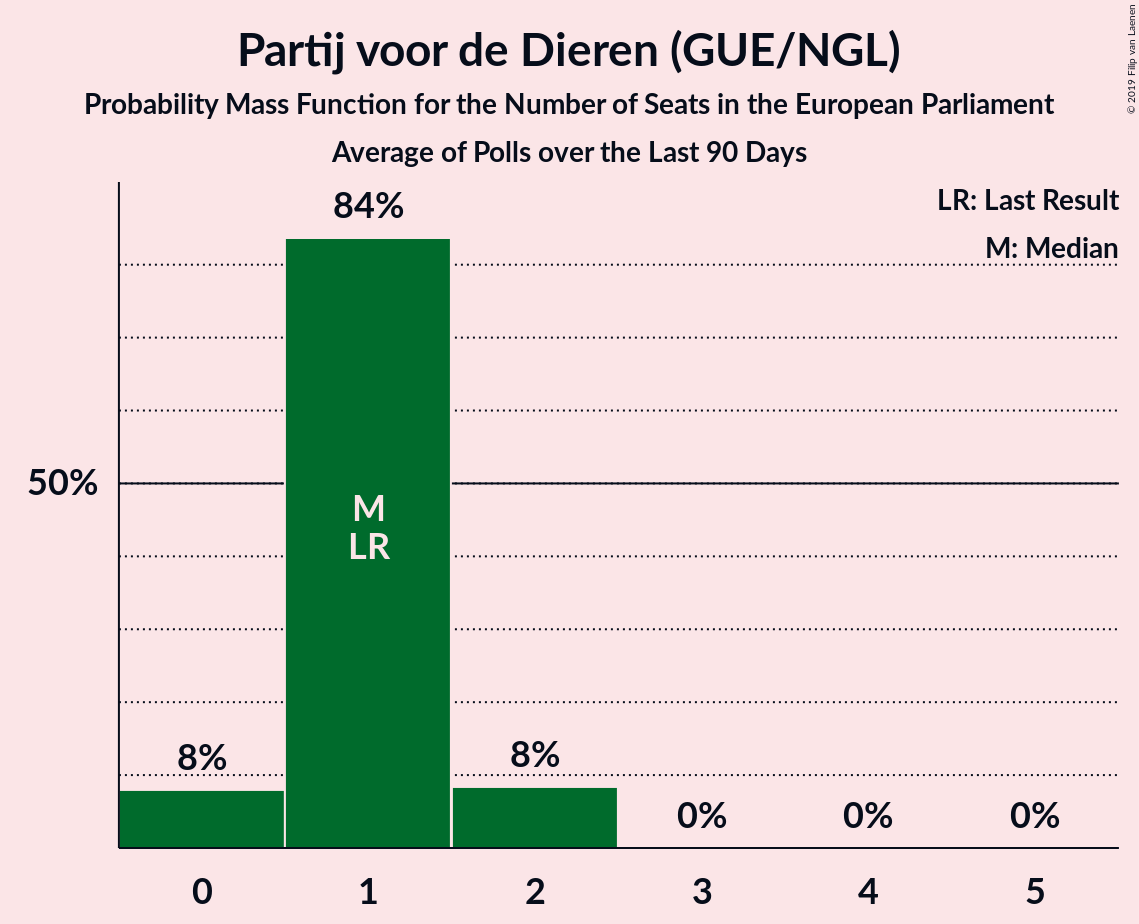 Partij voor de Dieren (GUE/NGL)
Probability Mass Function for the Number of Seats in the European Parliament
Average of Polls over the Last 90 Days
© 2019 Filip van Laenen
LR: Last Result
M: Median
84%
50%
M
LR
8%
8%
0%
0%
0%
0
1
2
3
4
5